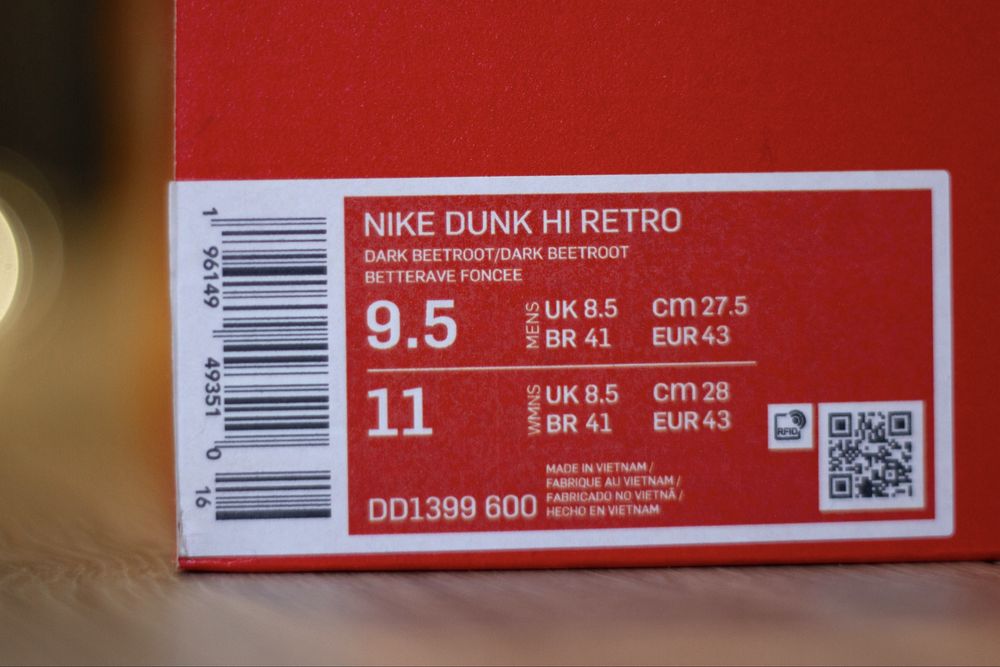 1 96149 49351 0 16
NIKE DUNK HI RETRO
DARK BEETROOT/DARK BEETROOT
BETTERAVE FONCEE
9.5
MENS
UK 8.5 CM 27.5
BR 41 EUR 43
11
WMNS
UK 8.5 CM 28
BR 41 EUR 43
DD1399 600
MADE IN VIETNAM /
FABRIQUE AU VIETNAM /
FABRICADO NO VIETNÃ /
HECHO EN VIETNAM
RFID